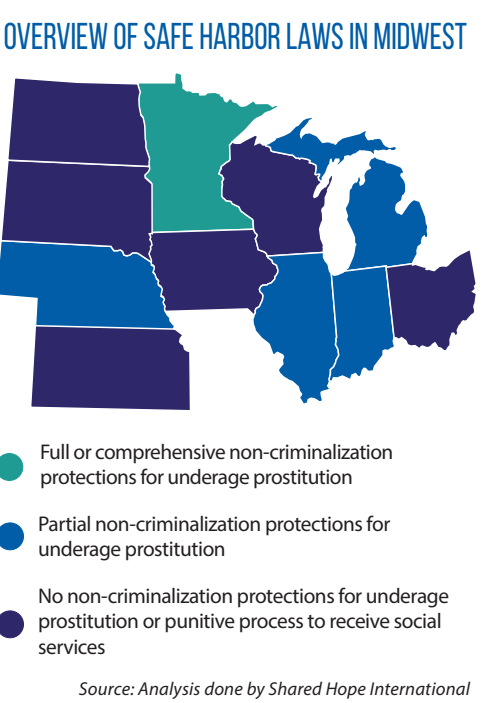 OVERVIEW OF SAFE HARBOR LAWS IN MIDWEST
Full or comprehensive non-criminalization
protections for underage prostitution
Partial non-criminalization protections for
underage prostitution
No non-criminalization protections for underage
prostitution or punitive process to receive social
services
Source: Analysis done by Shared Hope International